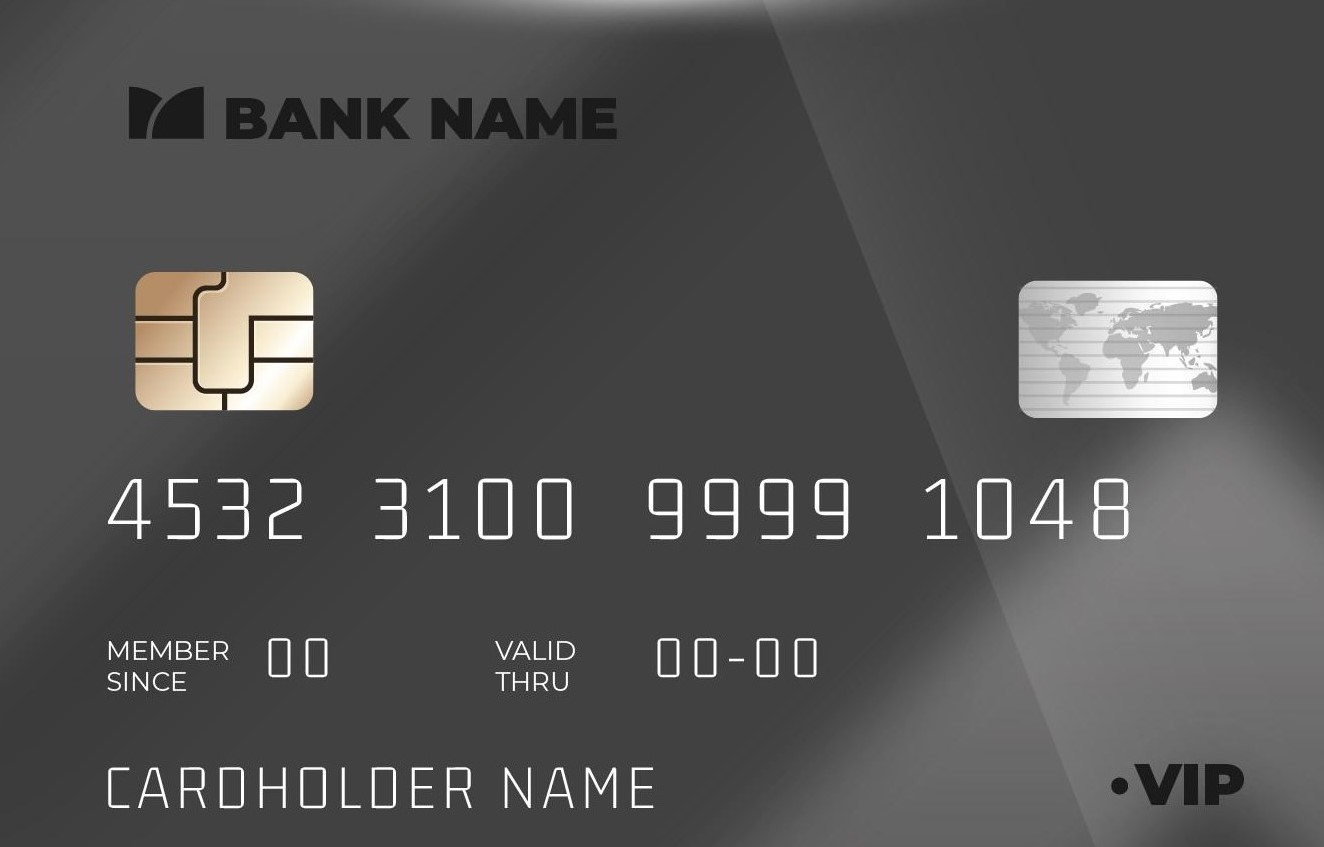 BANK NAME
4532 3100 9999 1048
MEMBER SINCE 00
VALID THRU 00-00
CARDHOLDER NAME
•VIP